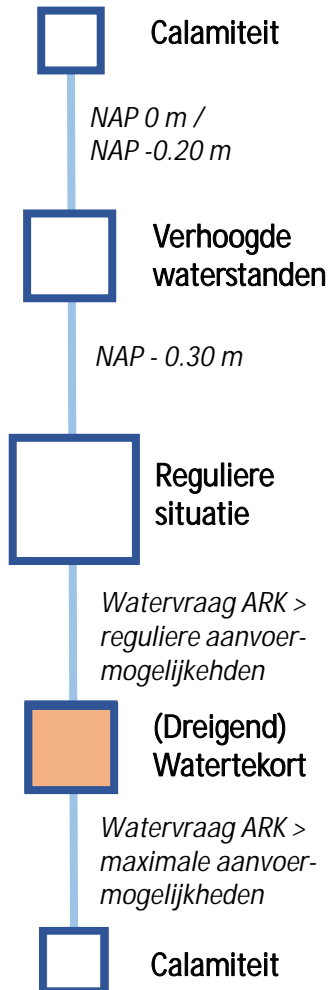 Calamiteit
NAP 0 m /
NAP -0.20 m
Verhoogde
waterstanden
NAP - 0.30 m
Reguliere
situatie
Watervraag ARK >
reguliere aanvoer-
mogelijkehden
(Dreigend)
Watertekort
Watervraag ARK >
maximale aanvoer-
mogelijkheden
Calamiteit